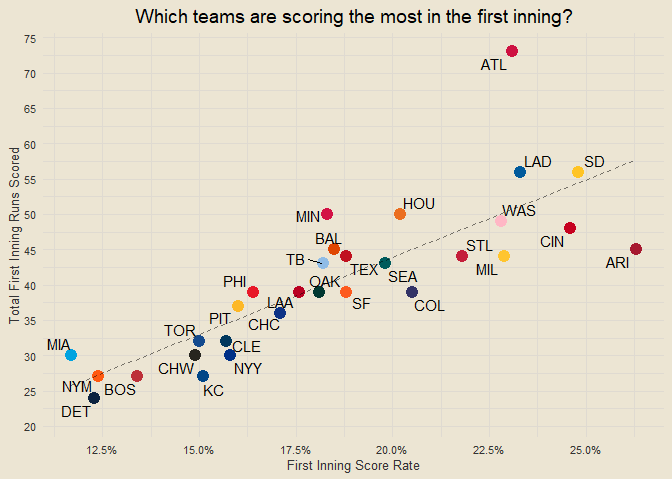 Which teams are scoring the most in the first inning?
75
ATL
70
65
60
LAD
SD
55
WAS
MIN
HOU
50
BAL
STL
CIN
45
TB
TEX
SEA
MIL
ARI
PHI
OAK
40
LAA
SF
COL
PIT
CHC
35
TOR
MIA
CLE
30
CHW
NYY
NYM
BOS
KC
25
DET
20
12.5%
15.0%
17.5%
20.0%
22.5%
25.0%
First Inning Score Rate
Total First Inning Runs Scored